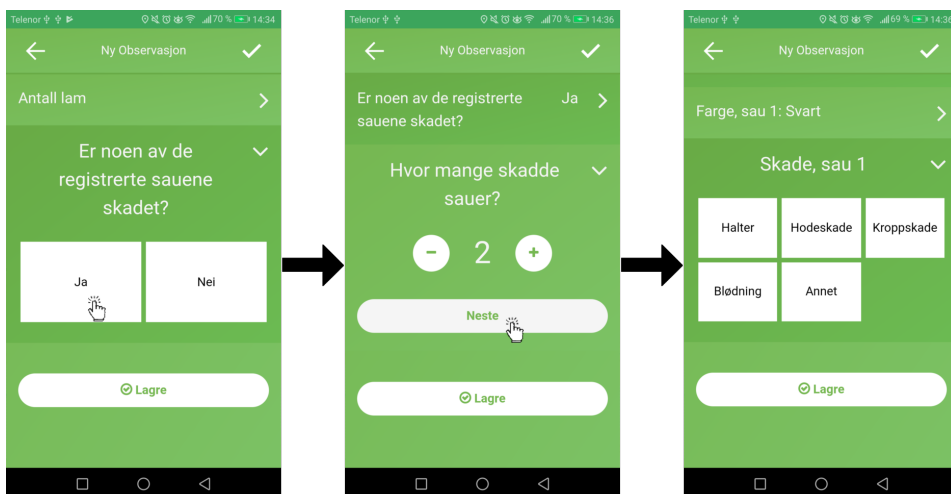 Telenor 70 % 14:34
Ny Observasjon
Antall lam
Er noen av de
registrerte sauene
skadet?
Ja Nei
Lagre
Telenor 70 % 14:36
Ny Observasjon
Er noen av de registrerte Ja
sauene skadet?
Hvor mange skadde
sauer?
2
Neste
Lagre
Telenor 69 % 14:36
Ny Observasjon
Farge, sau 1: Svart
Skade, sau 1
Halter Hodeskade Kroppskade
Blødning Annet
Lagre